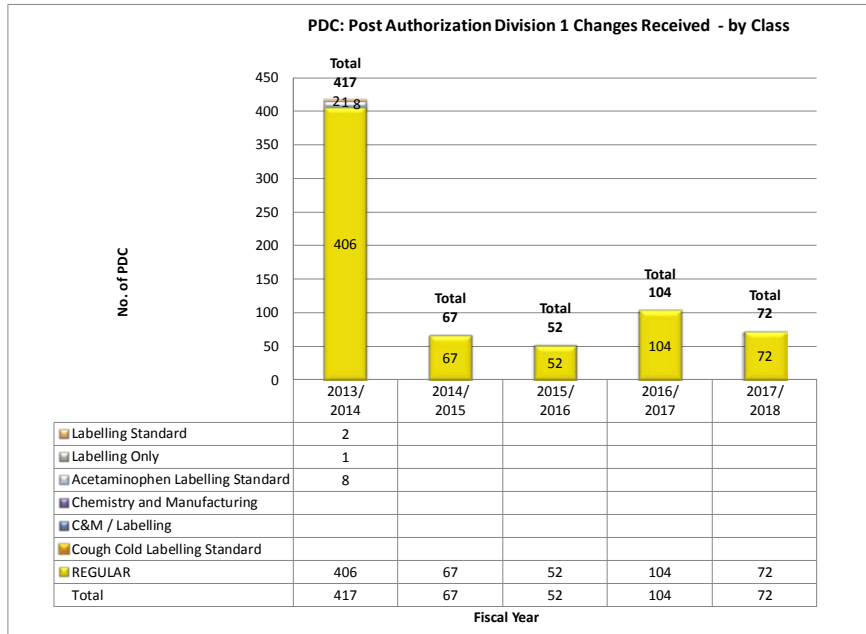 PDC: Post Authorization Division 1 Changes Received - by Class
No. of PDC
450
400
350
300
250
200
150
100
50
0
Total
417
2 1 8
406
Total
67
67
Total
52
52
Total
104
104
Total
72
72
2013/
2014
2014/
2015
2015/
2016
2016/
2017
2017/
2018
Labelling Standard 2
Labelling Only 1
Acetaminophen Labelling Standard 8
Chemistry and Manufacturing
C&M / Labelling
Cough Cold Labelling Standard
REGULAR 406 67 52 104 72
Total 417 67 52 104 72
Fiscal Year